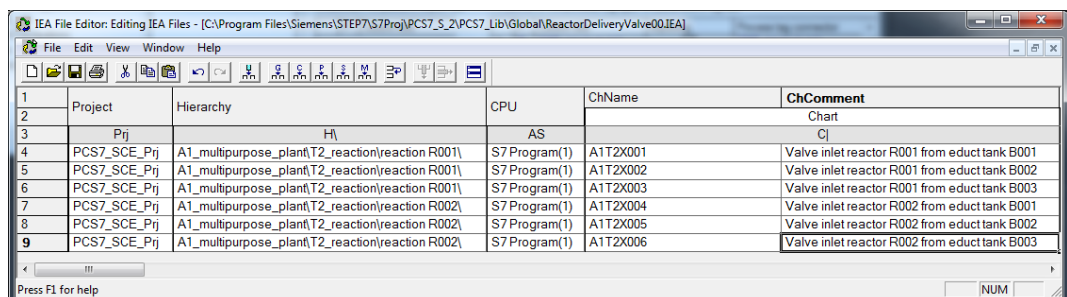 IEA File Editor: Editing IEA Files - [C:\Program Files\Siemens\STEP7\S7Proj\PCS7_S_2\PCS7_Lib\Global\ReactorDeliveryValve00.IEA]
File Edit View Window Help
1 Project Hierarchy CPU ChName ChComment
2 Chart
3 Prj H\ AS C|
4 PCS7_SCE_Prj A1_multipurpose_plant\T2_reaction\reaction R001\ S7 Program(1) A1T2X001 Valve inlet reactor R001 from educt tank B001
5 PCS7_SCE_Prj A1_multipurpose_plant\T2_reaction\reaction R001\ S7 Program(1) A1T2X002 Valve inlet reactor R001 from educt tank B002
6 PCS7_SCE_Prj A1_multipurpose_plant\T2_reaction\reaction R001\ S7 Program(1) A1T2X003 Valve inlet reactor R001 from educt tank B003
7 PCS7_SCE_Prj A1_multipurpose_plant\T2_reaction\reaction R002\ S7 Program(1) A1T2X004 Valve inlet reactor R002 from educt tank B001
8 PCS7_SCE_Prj A1_multipurpose_plant\T2_reaction\reaction R002\ S7 Program(1) A1T2X005 Valve inlet reactor R002 from educt tank B002
9 PCS7_SCE_Prj A1_multipurpose_plant\T2_reaction\reaction R002\ S7 Program(1) A1T2X006 Valve inlet reactor R002 from educt tank B003
Press F1 for help NUM